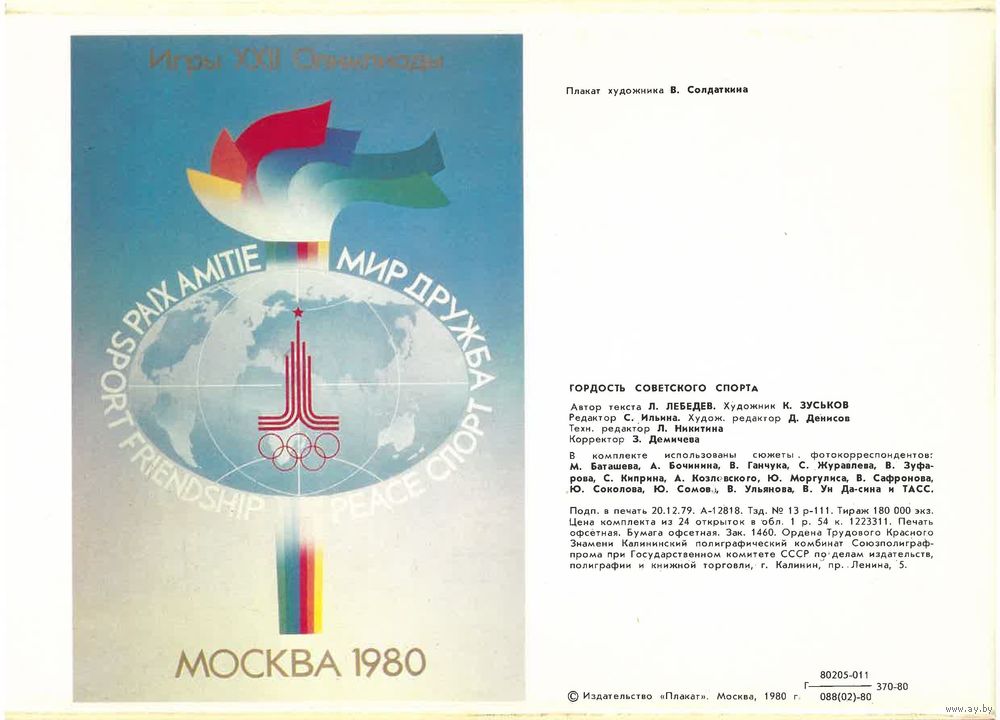 Игры XXII Олимпиады
SPORT PAIX AMITIE
МИР ДРУЖБА
SPORT FRIENDSHIP
PEACE СПОРТ
МОСКВА 1980
Плакат художника В. Солдаткина
ГОРДОСТЬ СОВЕТСКОГО СПОРТА
Автор текста Л. ЛЕБЕДЕВ. Художник К. ЗУСЬКОВ
Редактор С. Ильина. Худож. редактор Д. Денисов
Техн. редактор Л. Никитина
Корректор З. Демичева
В комплекте использованы сюжеты фотокорреспондентов:
М. Баташева, А. Бочинина, В. Ганчука, С. Журавлева, В. Зуфа-
рова, С. Киприна, А. Козловского, Ю. Моргулиса, В. Сафронова,
Ю. Соколова, Ю. Сомова, В. Ульянова, В. Ун Да-сина и ТАСС.
Подп. в печать 20.12.79. А-12818. Тзд. № 13 р-111. Тираж 180 000 экз.
Цена комплекта из 24 открыток в обл. 1 р. 54 к. 1223311. Печать
офсетная. Бумага офсетная. Зак. 1460. Ордена Трудового Красного
Знамени Калининский полиграфический комбинат Союзполиграф-
прома при Государственном комитете СССР по делам издательств,
полиграфии и книжной торговли, г. Калинин, пр. Ленина, 5.
© Издательство «Плакат». Москва, 1980 г.
80205-011
Г 370-80
088(02)-80
www.ay.by